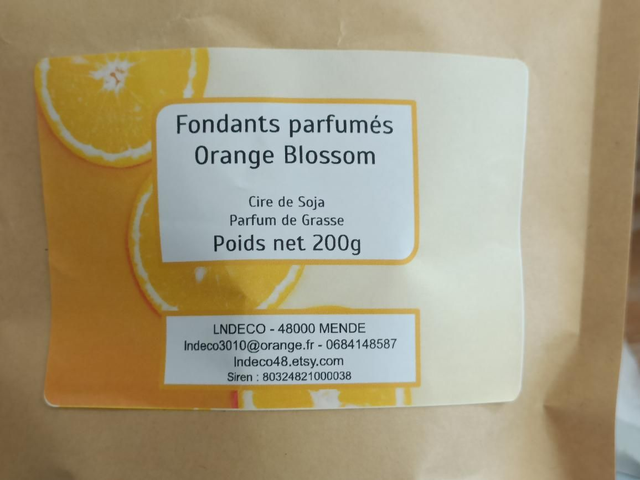 Fondants parfumés
Orange Blossom
Cire de Soja
Parfum de Grasse
Poids net 200g
LNDECO - 48000 MENDE
lndeco3010@orange.fr - 0684148587
lndeco48.etsy.com
Siren : 80324821000038